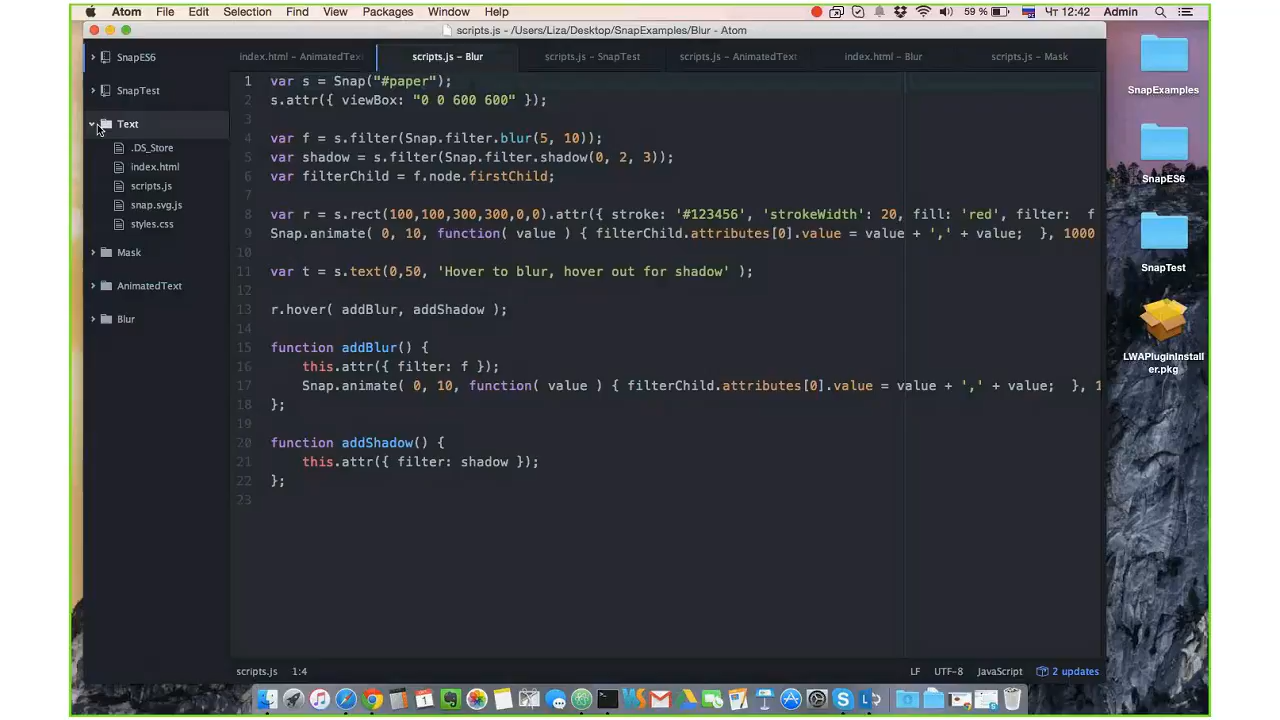 Atom File Edit Selection Find Packages Window Help 59 % Чт 12:42 Admin
scripts.js - /Users/Liza/Desktop/SnapExamples/Blur - Atom
index.html – AnimatedTex scripts.js – Blur scripts.js – SnapTest scripts.js – AnimatedText index.html – Blur scripts.js – Mask
SnapES6
SnapTest
Text
.DS_Store
index.html
scripts.js
snap.svg.js
styles.css
Mask
AnimatedText
Blur
1 var s = Snap("#paper");
2 s.attr({ viewBox: "0 0 600 600" });
3
4 var f = s.filter(Snap.filter.blur(5, 10));
5 var shadow = s.filter(Snap.filter.shadow(0, 2, 3));
6 var filterChild = f.node.firstChild;
7
8 var r = s.rect(100,100,300,300,0,0).attr({ stroke: '#123456', 'strokeWidth': 20, fill: 'red', filter: f
9 Snap.animate( 0, 10, function( value ) { filterChild.attributes[0].value = value + ',' + value; }, 1000
10
11 var t = s.text(0,50, 'Hover to blur, hover out for shadow' );
12
13 r.hover( addBlur, addShadow );
14
15 function addBlur() {
16 this.attr({ filter: f });
17 Snap.animate( 0, 10, function( value ) { filterChild.attributes[0].value = value + ',' + value; }, 1
18 };
19
20 function addShadow() {
21 this.attr({ filter: shadow });
22 };
23
scripts.js 1:4 LF UTF-8 JavaScript 2 updates
SnapExamples
SnapES6
SnapTest
LWAPluginInstall
er.pkg